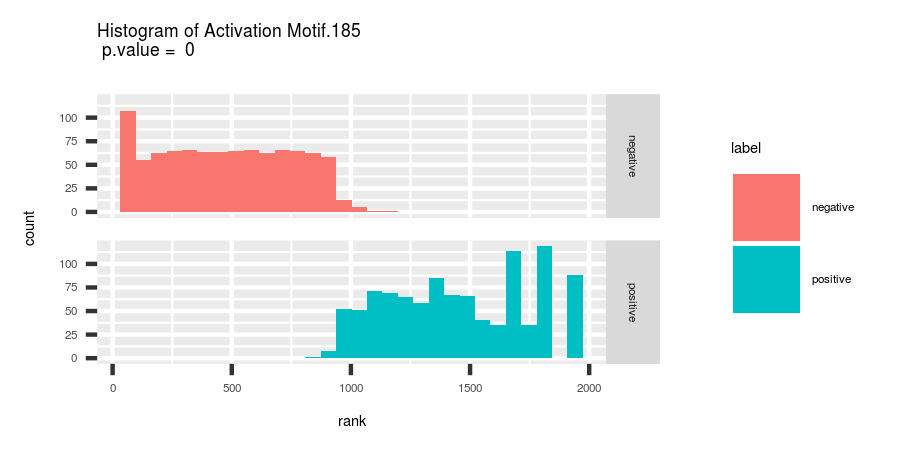 Histogram of Activation Motif.185
p.value =  0
count
100
75
50
25
0
negative
100
75
50
25
0
positive
0 500 1000 1500 2000
rank
label
negative
positive